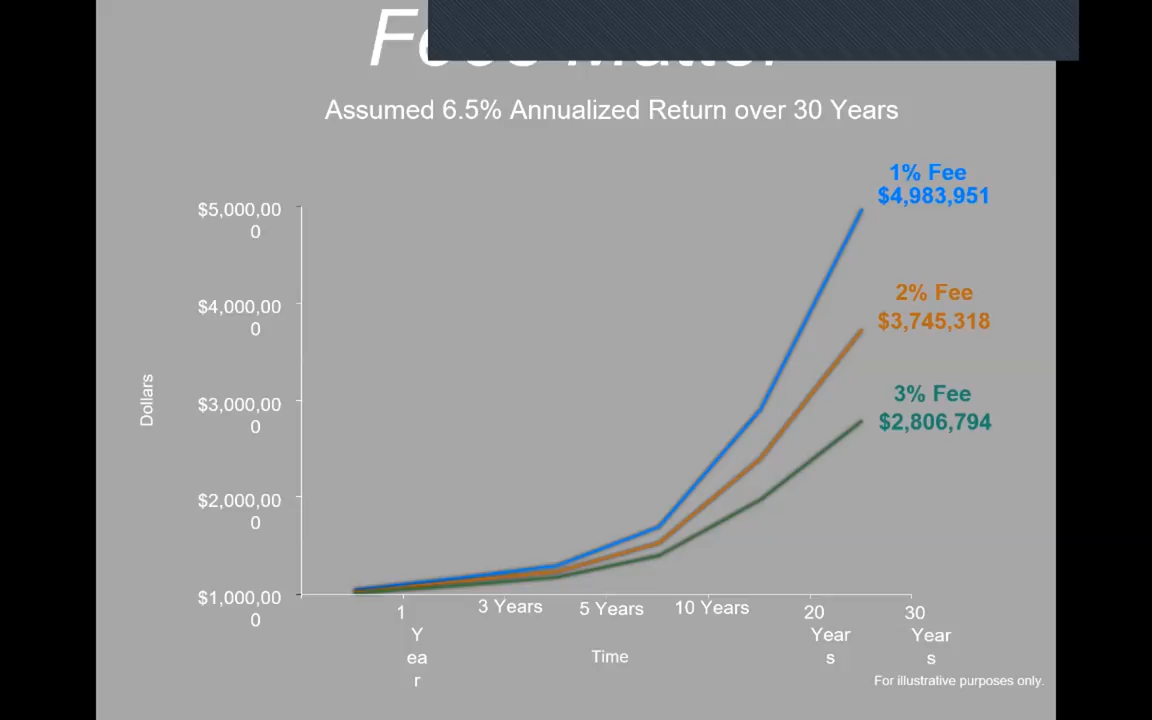 Assumed 6.5% Annualized Return over 30 Years
1% Fee
$4,983,951
$5,000,00
0
2% Fee
$4,000,00
0
$3,745,318
3% Fee
$2,806,794
Dollars
$3,000,00
0
$2,000,00
0
$1,000,00
0
1
Y
ea
r
3 Years
5 Years
10 Years
20
Year
s
30
Year
s
Time
For illustrative purposes only.